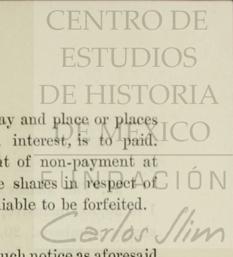 CENTRO DE
ESTUDIOS
DE HISTORIA
ay and place or places
DE MÉXICO
interest, is to paid.
at of non-payment at
e shares in respect of
FUNDACIÓN
iable to be forfeited.
Carlos Slim
uch notice as aforesaid